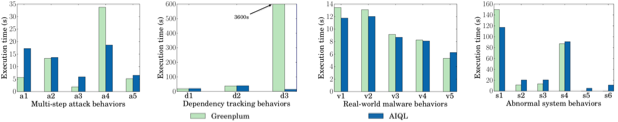 Execution time (s)
35
30
25
20
15
10
5
0
a1 a2 a3 a4 a5
Multi-step attack behaviors
Execution time (s)
600
500
400
300
200
100
0
3600s
d1 d2 d3
Dependency tracking behaviors
Execution time (s)
14
12
10
8
6
4
2
0
v1 v2 v3 v4 v5
Real-world malware behaviors
Execution time (s)
160
140
120
100
80
60
40
20
0
s1 s2 s3 s4 s5 s6
Abnormal system behaviors
Greenplum
AIQL